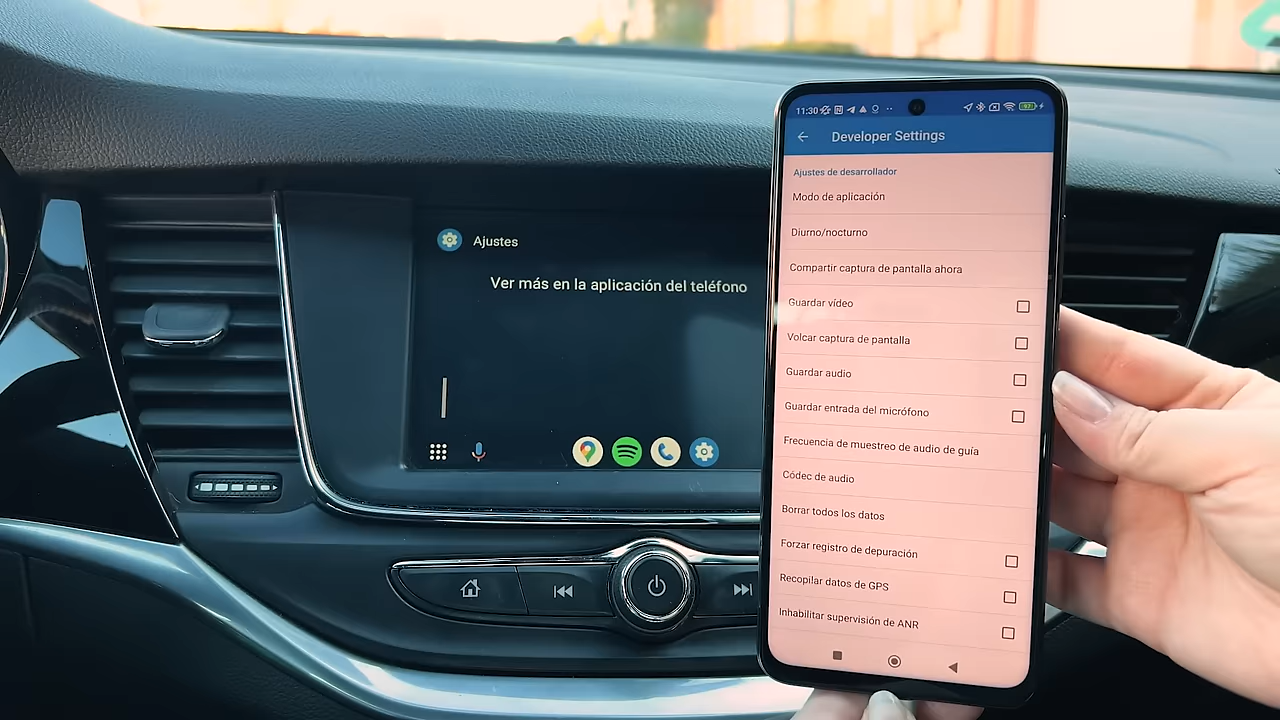 Ajustes
Ver más en la aplicación del teléfono
11:30
97
Developer Settings
Ajustes de desarrollador
Modo de aplicación
Diurno/nocturno
Compartir captura de pantalla ahora
Guardar vídeo
Volcar captura de pantalla
Guardar audio
Guardar entrada del micrófono
Frecuencia de muestreo de audio de guía
Códec de audio
Borrar todos los datos
Forzar registro de depuración
Recopilar datos de GPS
Inhabilitar supervisión de ANR